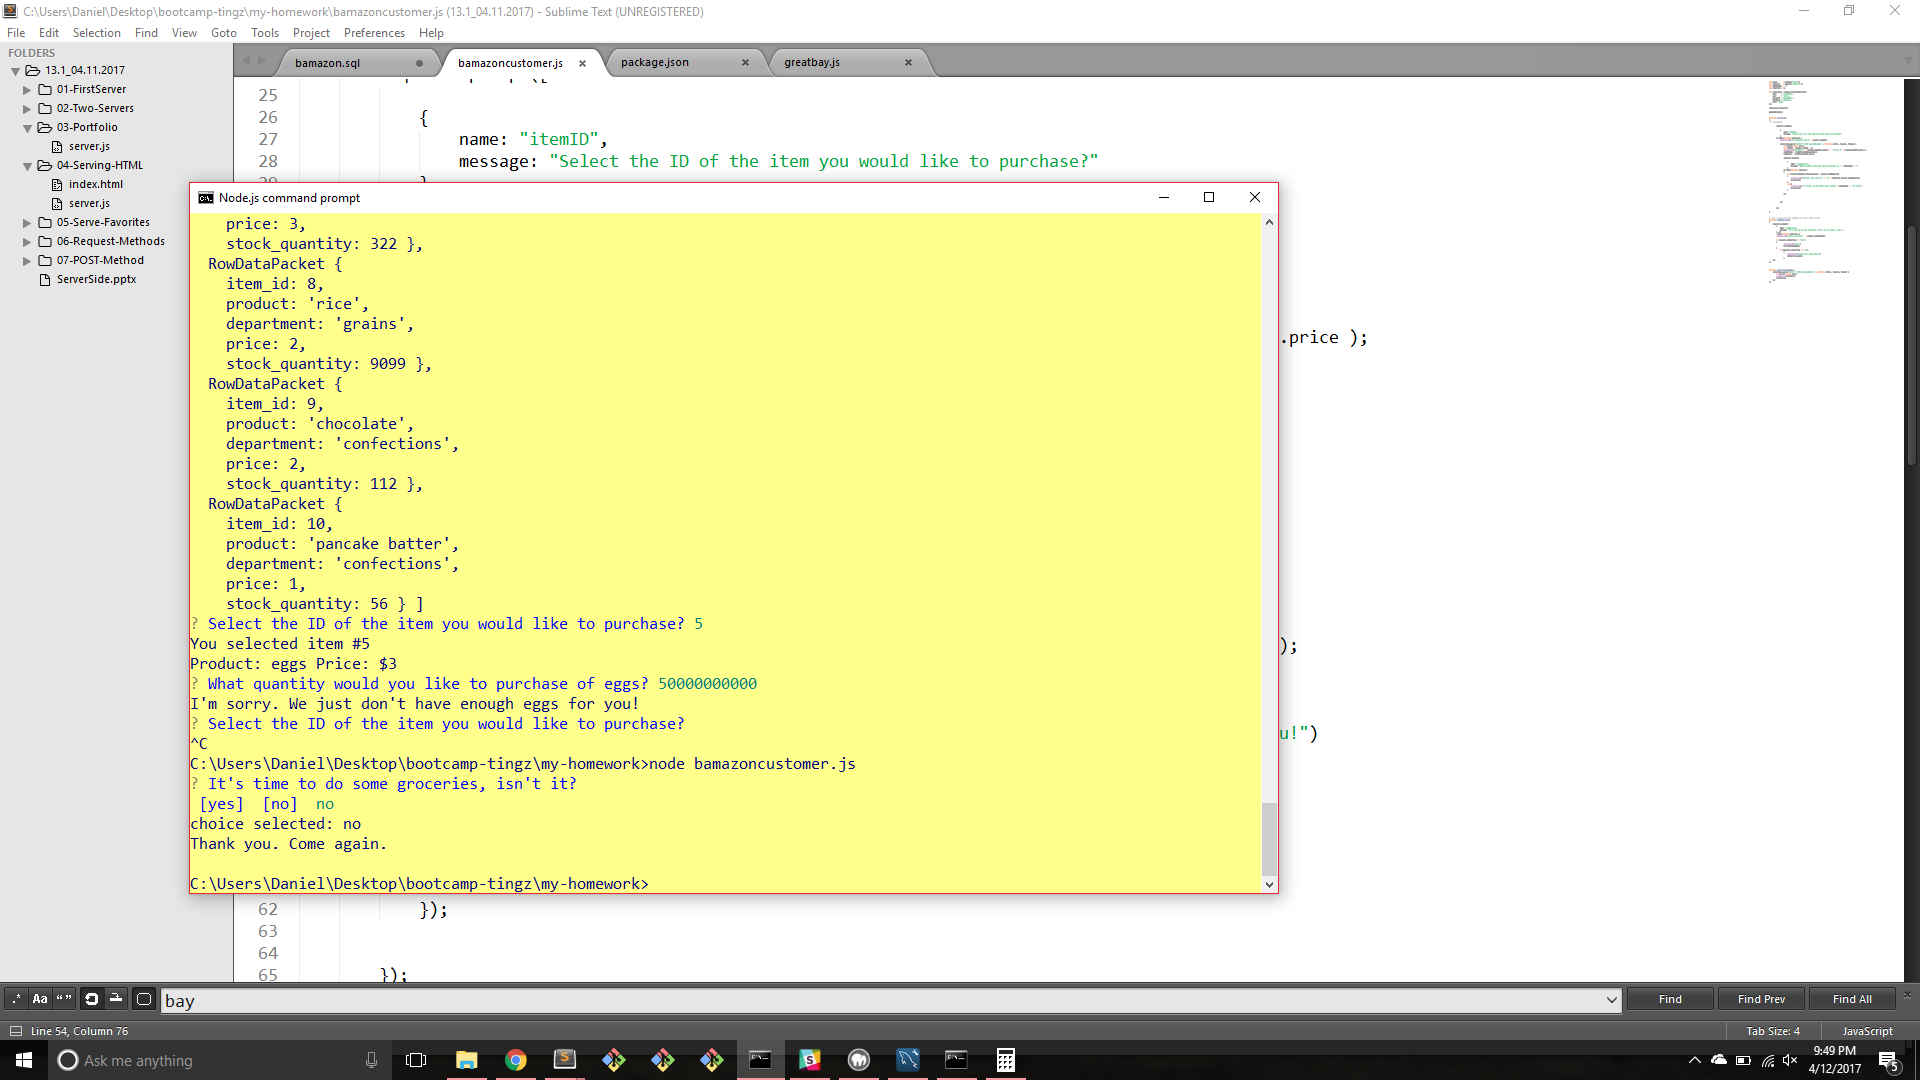 C:\Users\Daniel\Desktop\bootcamp-tingz\my-homework\bamazoncustomer.js (13.1_04.11.2017) - Sublime Text (UNREGISTERED)
File Edit Selection Find View Goto Tools Project Preferences Help
FOLDERS
13.1_04.11.2017
01-FirstServer
02-Two-Servers
03-Portfolio
server.js
04-Serving-HTML
index.html
server.js
05-Serve-Favorites
06-Request-Methods
07-POST-Method
ServerSide.pptx
bamazon.sql bamazoncustomer.js package.json greatbay.js
25
26 {
27 name: "itemID",
28 message: "Select the ID of the item you would like to purchase?"
Node.js command prompt
price: 3,
stock_quantity: 322 },
RowDataPacket {
item_id: 8,
product: 'rice',
department: 'grains',
price: 2,
stock_quantity: 9099 },
RowDataPacket {
item_id: 9,
product: 'chocolate',
department: 'confections',
price: 2,
stock_quantity: 112 },
RowDataPacket {
item_id: 10,
product: 'pancake batter',
department: 'confections',
price: 1,
stock_quantity: 56 } ]
? Select the ID of the item you would like to purchase? 5
You selected item #5
Product: eggs Price: $3
? What quantity would you like to purchase of eggs? 50000000000
I'm sorry. We just don't have enough eggs for you!
? Select the ID of the item you would like to purchase?
^C
C:\Users\Daniel\Desktop\bootcamp-tingz\my-homework>node bamazoncustomer.js
? It's time to do some groceries, isn't it?
[yes] [no] no
choice selected: no
Thank you. Come again.
C:\Users\Daniel\Desktop\bootcamp-tingz\my-homework>
.price );
);
u!")
62 });
63
64
65 });
.* Aa “ ” bay Find Find Prev Find All
Line 54, Column 76 Tab Size: 4 JavaScript
Ask me anything
9:49 PM
4/12/2017
5